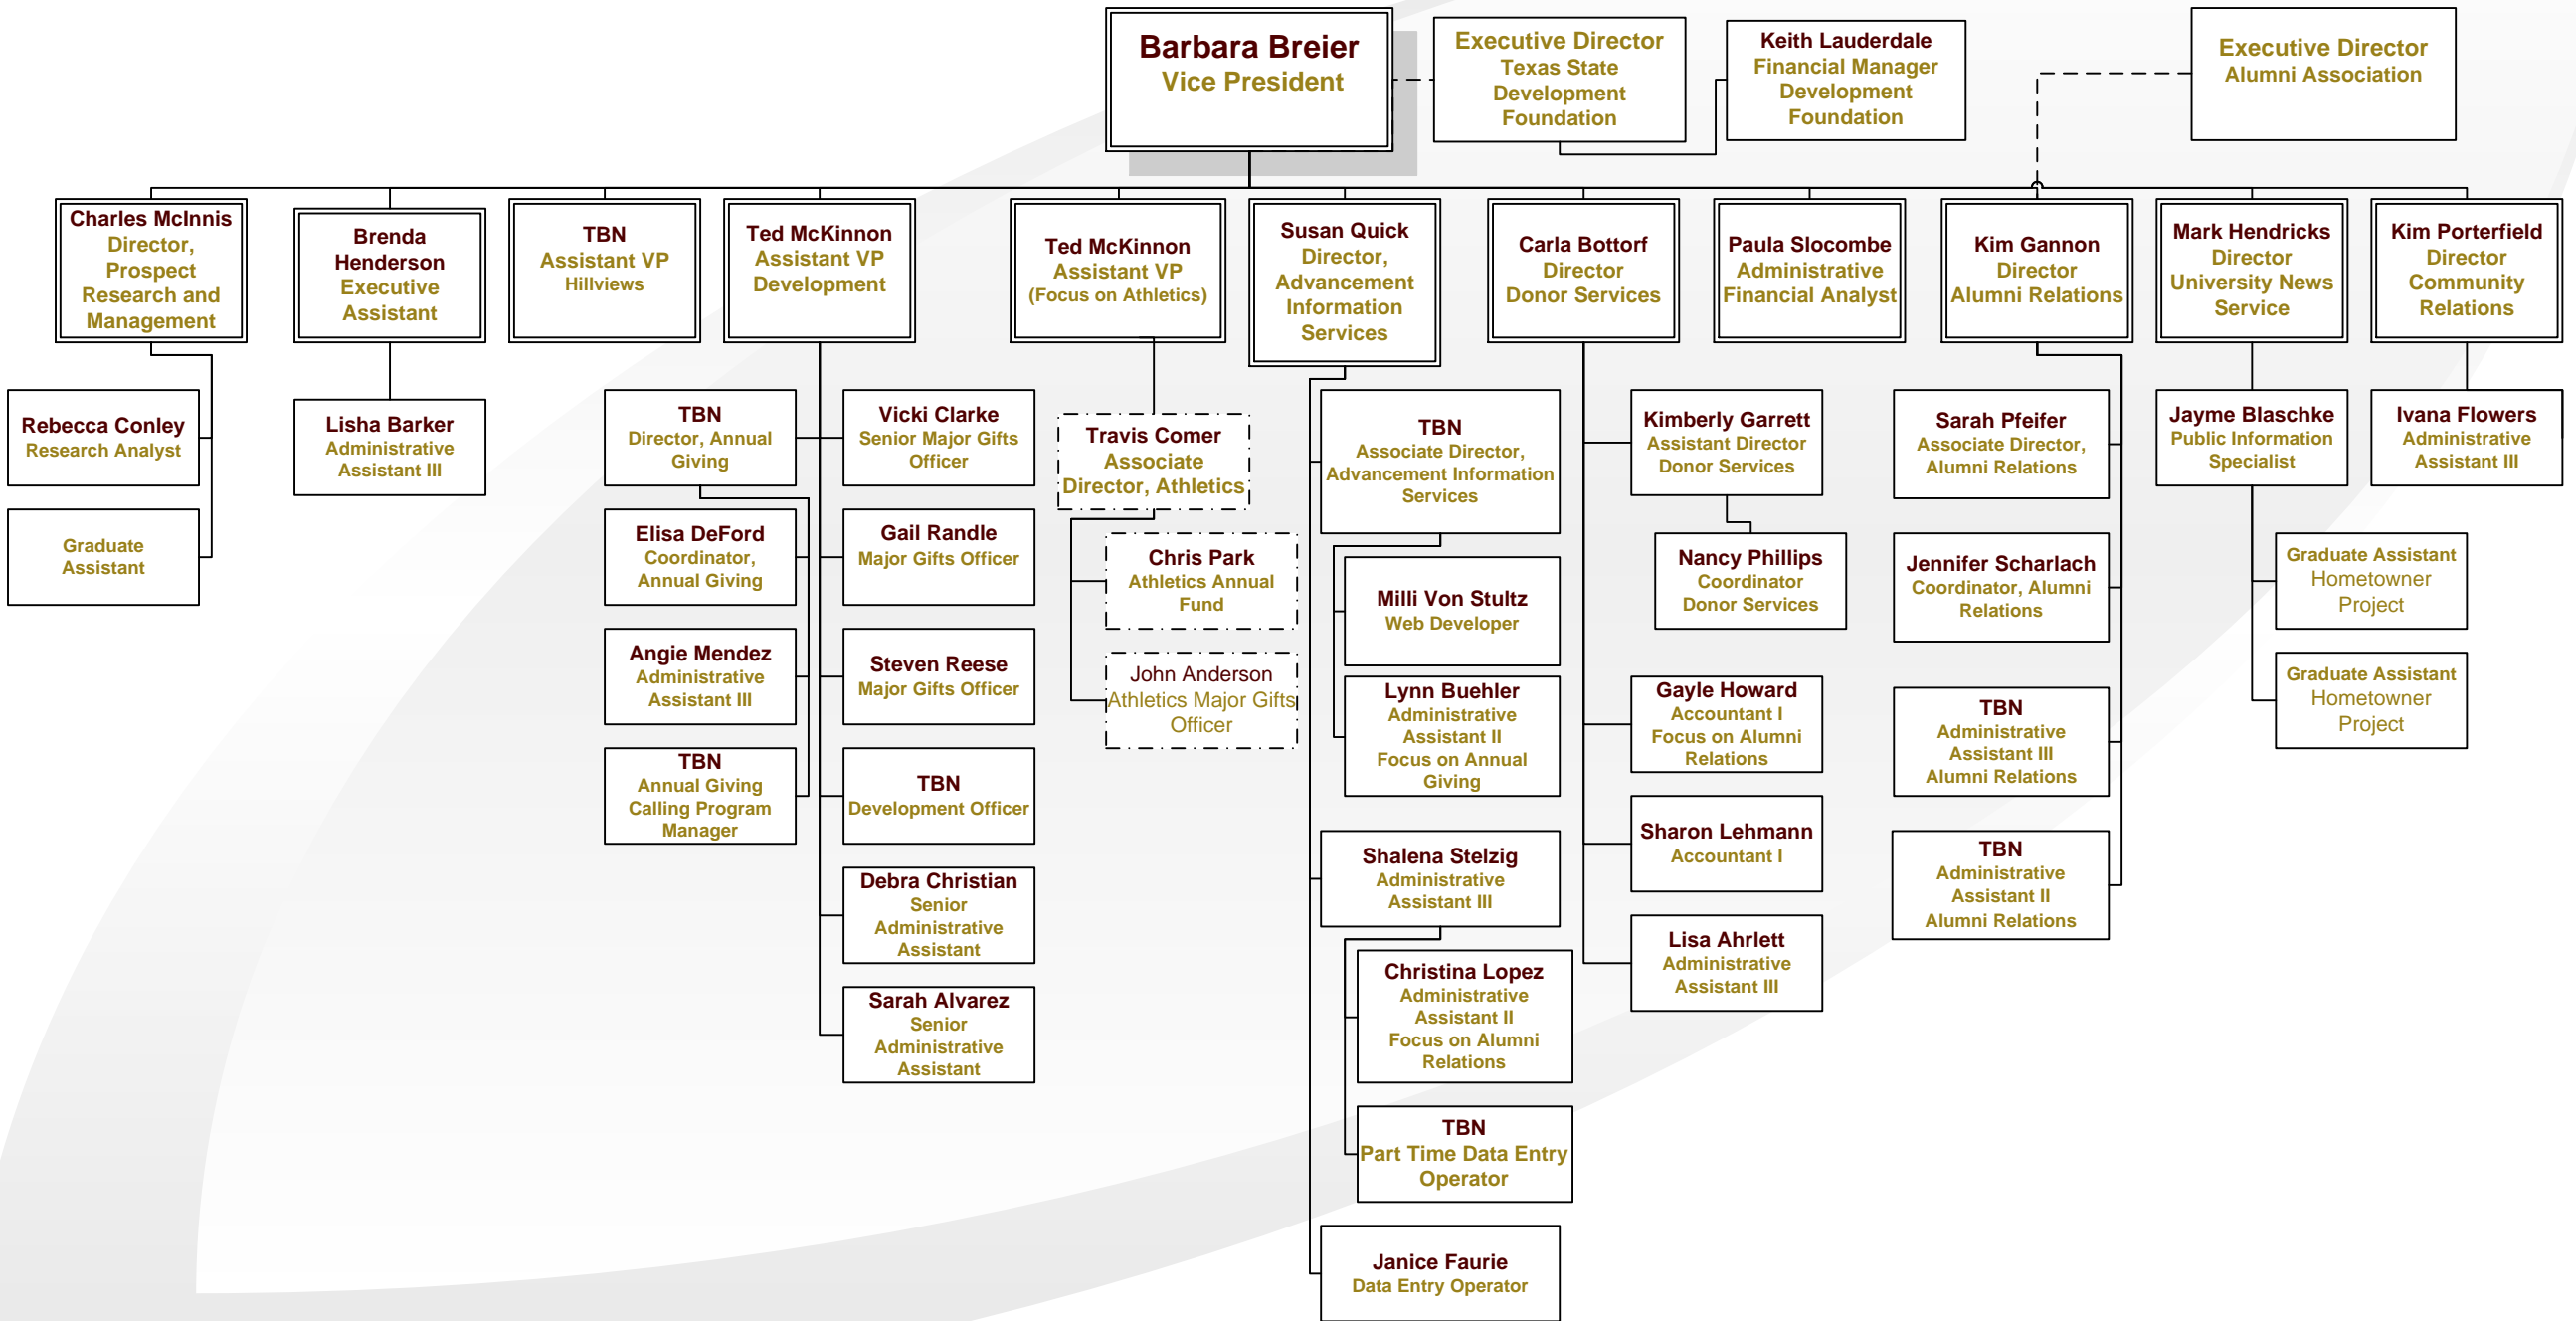 Barbara Breier
Vice President
Executive Director
Texas State
Development
Foundation
Keith Lauderdale
Financial Manager
Development
Foundation
Executive Director
Alumni Association
Charles McInnis
Director,
Prospect
Research and
Management
Brenda
Henderson
Executive
Assistant
TBN
Assistant VP
Hillviews
Ted McKinnon
Assistant VP
Development
Ted McKinnon
Assistant VP
(Focus on Athletics)
Susan Quick
Director,
Advancement
Information
Services
Carla Bottorf
Director
Donor Services
Paula Slocombe
Administrative
Financial Analyst
Kim Gannon
Director
Alumni Relations
Mark Hendricks
Director
University News
Service
Kim Porterfield
Director
Community
Relations
Rebecca Conley
Research Analyst
Graduate
Assistant
Lisha Barker
Administrative
Assistant III
TBN
Director, Annual
Giving
Elisa DeFord
Coordinator,
Annual Giving
Angie Mendez
Administrative
Assistant III
TBN
Annual Giving
Calling Program
Manager
Vicki Clarke
Senior Major Gifts
Officer
Gail Randle
Major Gifts Officer
Steven Reese
Major Gifts Officer
TBN
Development Officer
Debra Christian
Senior
Administrative
Assistant
Sarah Alvarez
Senior
Administrative
Assistant
Travis Comer
Associate
Director, Athletics
Chris Park
Athletics Annual
Fund
John Anderson
Athletics Major Gifts
Officer
TBN
Associate Director,
Advancement Information
Services
Milli Von Stultz
Web Developer
Lynn Buehler
Administrative
Assistant II
Focus on Annual
Giving
Shalena Stelzig
Administrative
Assistant III
Christina Lopez
Administrative
Assistant II
Focus on Alumni
Relations
TBN
Part Time Data Entry
Operator
Janice Faurie
Data Entry Operator
Kimberly Garrett
Assistant Director
Donor Services
Nancy Phillips
Coordinator
Donor Services
Gayle Howard
Accountant I
Focus on Alumni
Relations
Sharon Lehmann
Accountant I
Lisa Ahrlett
Administrative
Assistant III
Sarah Pfeifer
Associate Director,
Alumni Relations
Jennifer Scharlach
Coordinator, Alumni
Relations
TBN
Administrative
Assistant III
Alumni Relations
TBN
Administrative
Assistant II
Alumni Relations
Jayme Blaschke
Public Information
Specialist
Graduate Assistant
Hometowner
Project
Graduate Assistant
Hometowner
Project
Ivana Flowers
Administrative
Assistant III